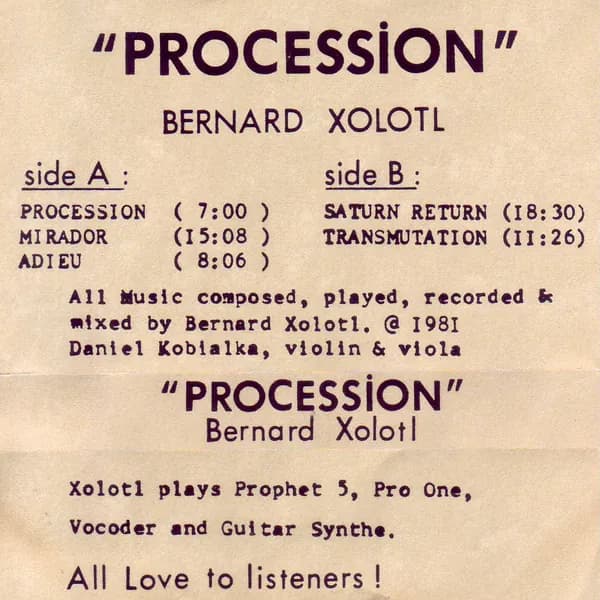 "PROCESSiON"
BERNARD XOLOTL
side A :
PROCESSION ( 7:00 )
MIRADOR (15:08 )
ADIEU ( 8:06 )
side B :
SATURN RETURN (18:30)
TRANSMUTATION (11:26)
All Music composed, played, recorded &
mixed by Bernard Xolotl. @ 1981
Daniel Kobialka, violin & viola
"PROCESSiON"
Bernard Xolotl
Xolotl plays Prophet 5, Pro One,
Vocoder and Guitar Synthe.
All Love to listeners !